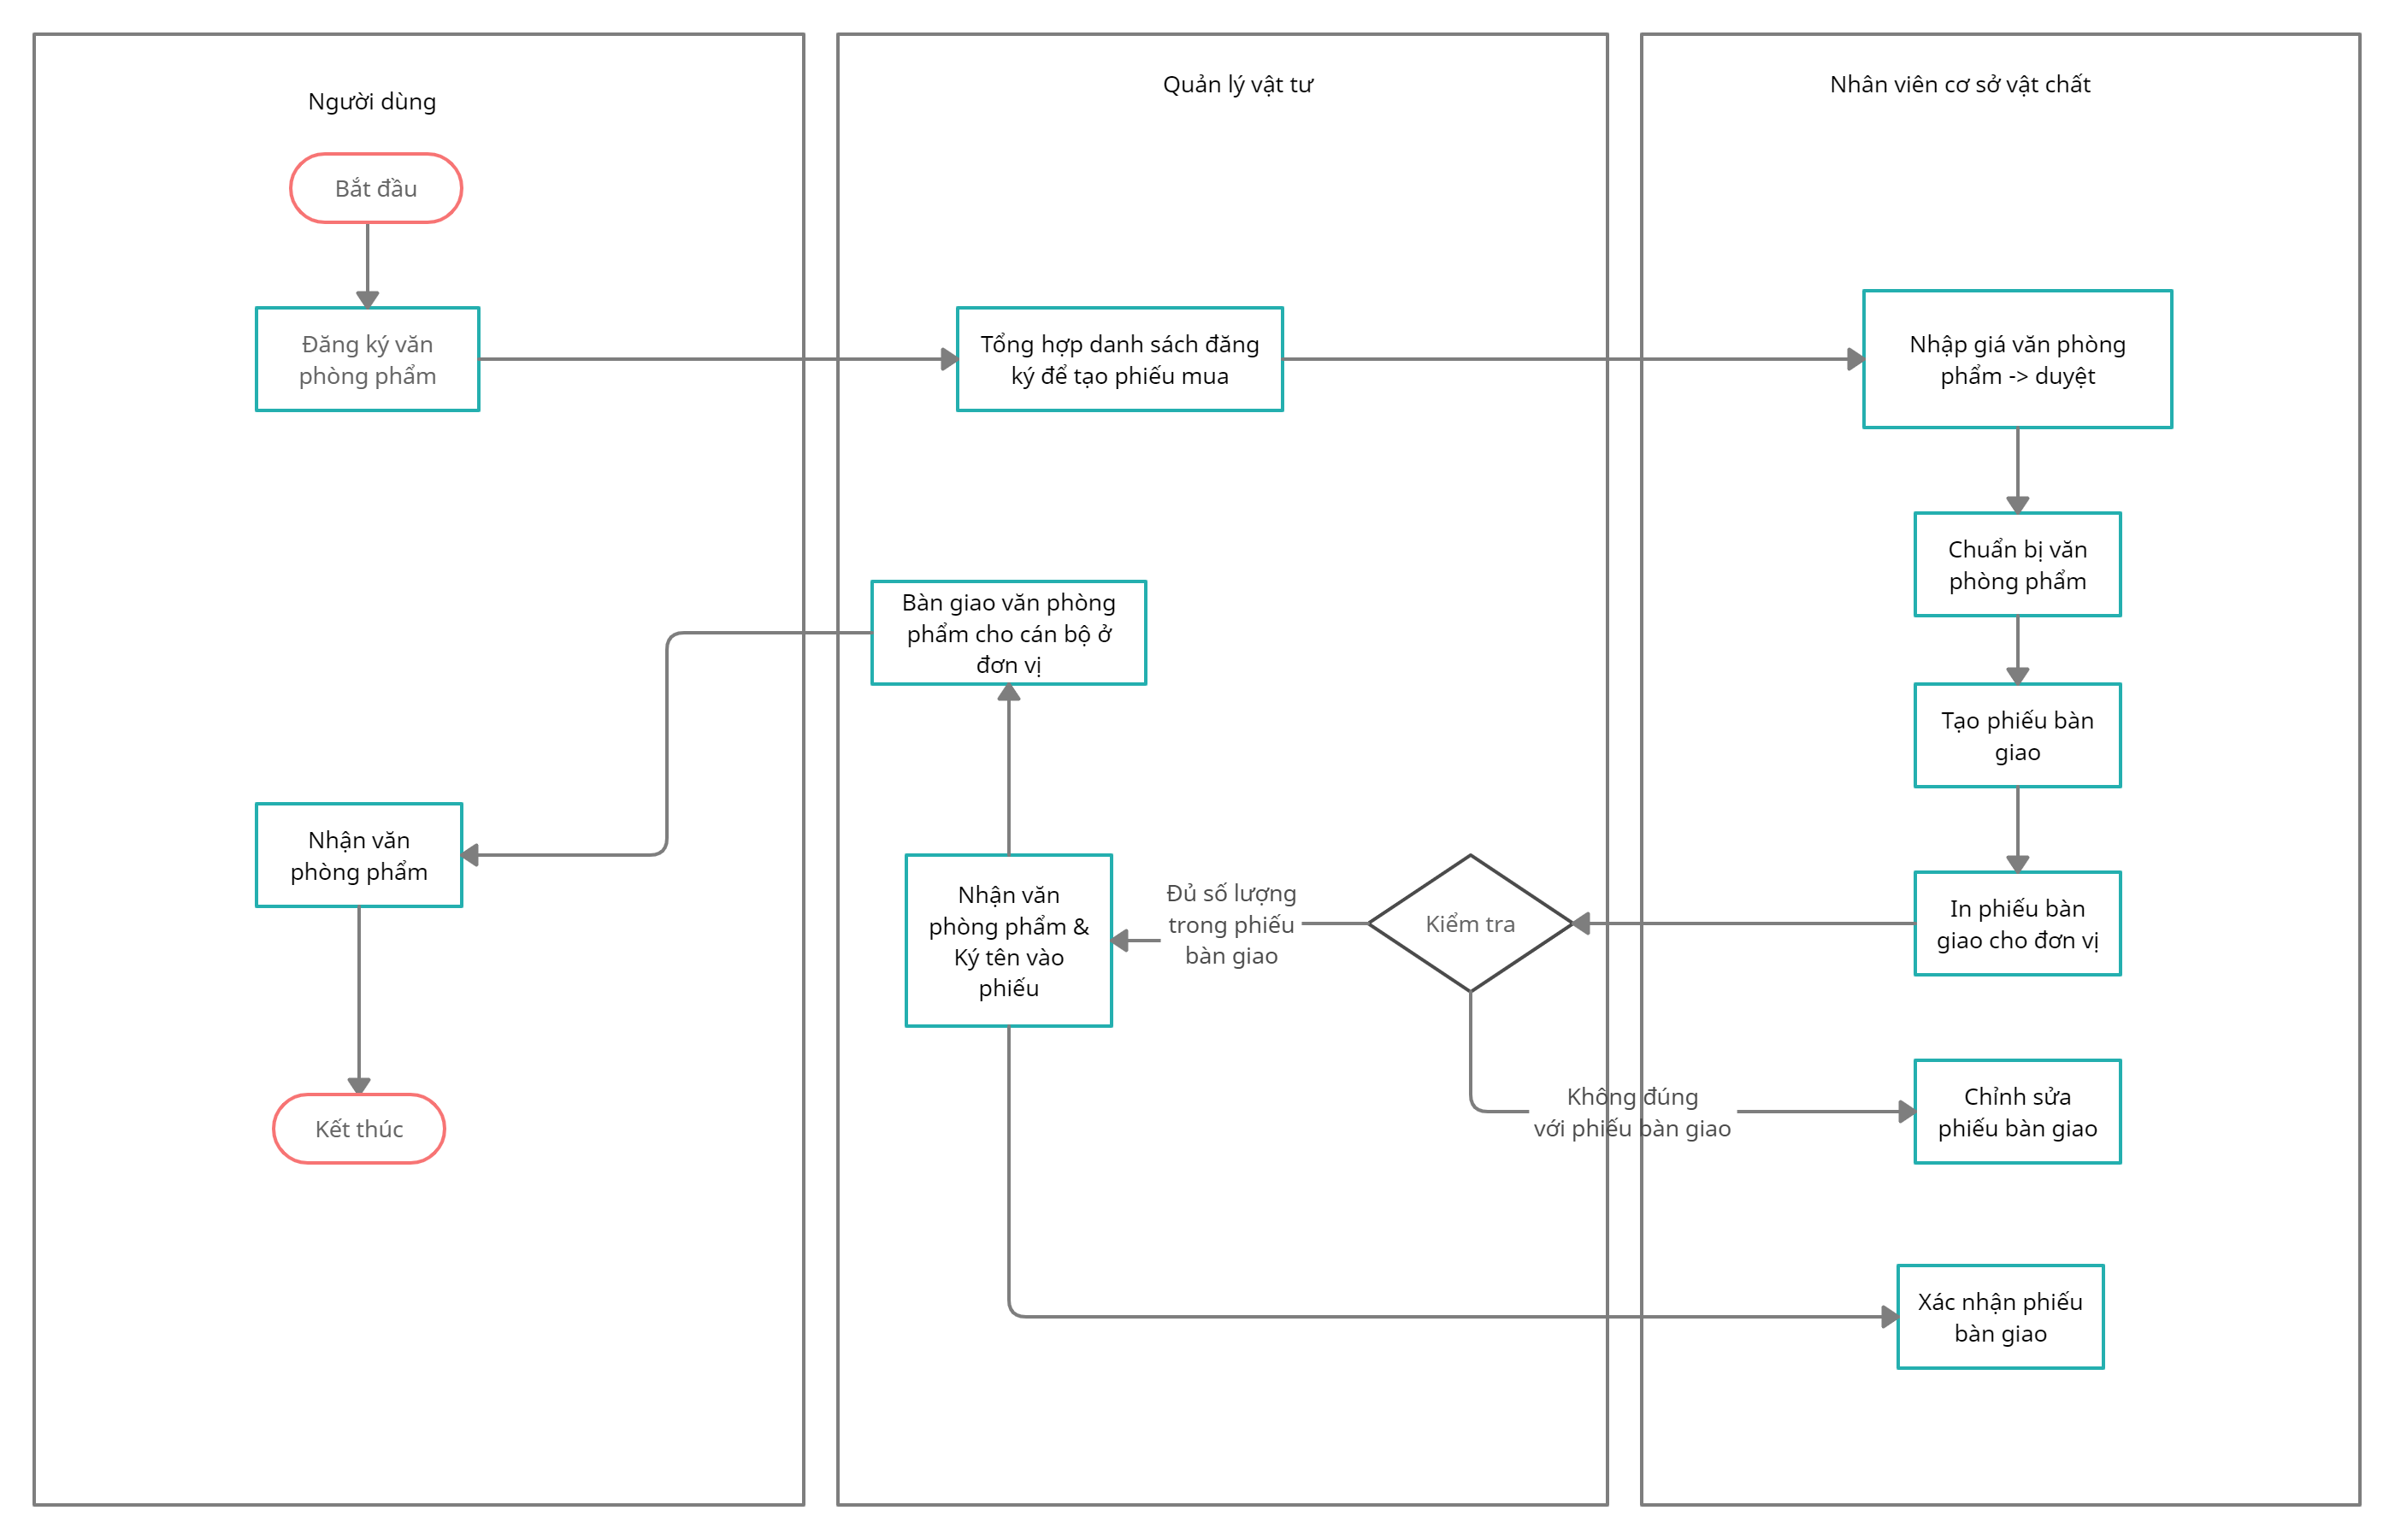 Người dùng
Quản lý vật tư
Nhân viên cơ sở vật chất
Bắt đầu
Đăng ký văn
phòng phẩm
Tổng hợp danh sách đăng
ký để tạo phiếu mua
Nhập giá văn phòng
phẩm -> duyệt
Chuẩn bị văn
phòng phẩm
Tạo phiếu bàn
giao
In phiếu bàn
giao cho đơn vị
Kiểm tra
Đủ số lượng
trong phiếu
bàn giao
Nhận văn
phòng phẩm &
Ký tên vào
phiếu
Bàn giao văn phòng
phẩm cho cán bộ ở
đơn vị
Nhận văn
phòng phẩm
Kết thúc
Không đúng
với phiếu bàn giao
Chỉnh sửa
phiếu bàn giao
Xác nhận phiếu
bàn giao